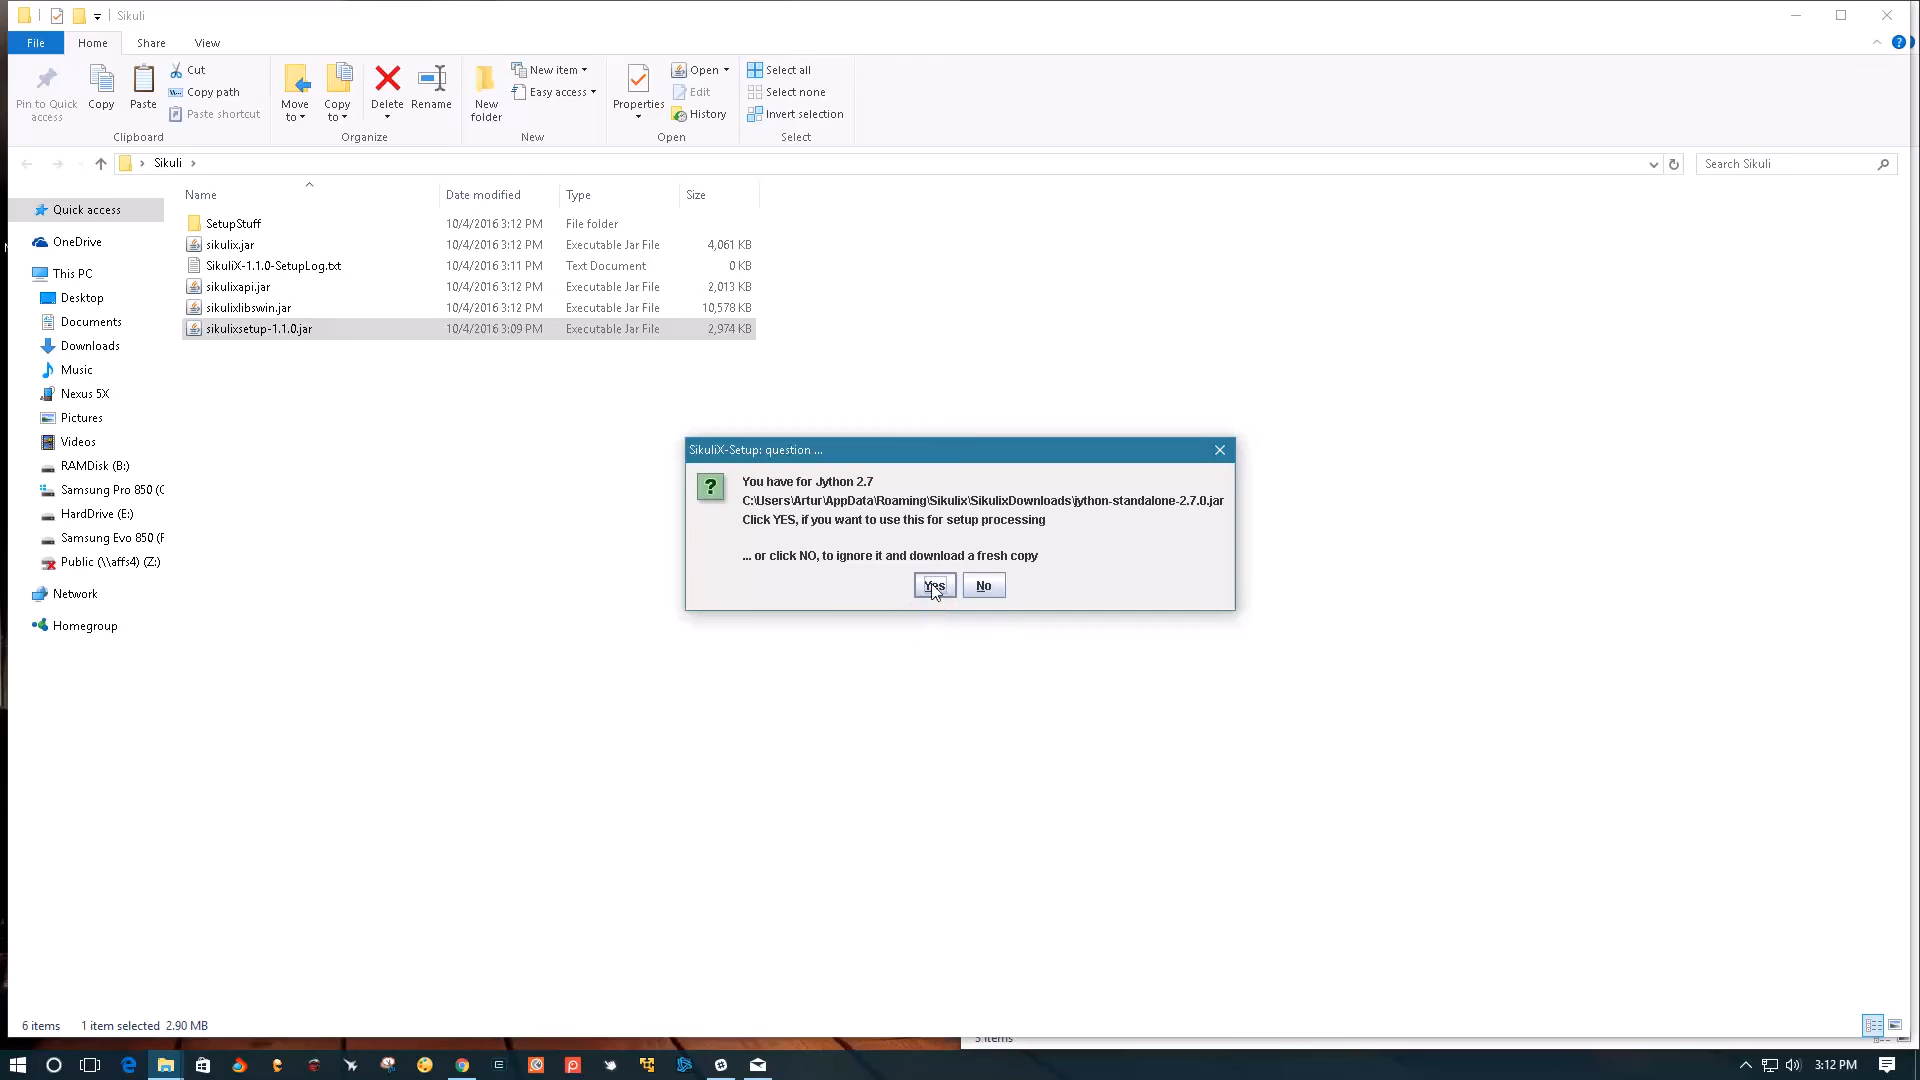 Sikuli
File
Home
Share
View
Pin to Quick access
Copy
Paste
Cut
Copy path
Paste shortcut
Clipboard
Move to
Copy to
Delete
Rename
Organize
New folder
New item
Easy access
New
Properties
Open
Edit
History
Open
Select all
Select none
Invert selection
Select
Sikuli
Search Sikuli
Name
Date modified
Type
Size
SetupStuff 10/4/2016 3:12 PM File folder
sikulix.jar 10/4/2016 3:12 PM Executable Jar File 4,061 KB
SikuliX-1.1.0-SetupLog.txt 10/4/2016 3:11 PM Text Document 0 KB
sikulixapi.jar 10/4/2016 3:12 PM Executable Jar File 2,013 KB
sikulixlibswin.jar 10/4/2016 3:12 PM Executable Jar File 10,578 KB
sikulixsetup-1.1.0.jar 10/4/2016 3:09 PM Executable Jar File 2,974 KB
Quick access
OneDrive
This PC
Desktop
Documents
Downloads
Music
Nexus 5X
Pictures
Videos
RAMDisk (B:)
Samsung Pro 850 (C
HardDrive (E:)
Samsung Evo 850 (F
Public (\\affs4) (Z:)
Network
Homegroup
SikuliX-Setup: question ...
You have for Jython 2.7
C:\Users\Artur\AppData\Roaming\Sikulix\SikulixDownloads\jython-standalone-2.7.0.jar
Click YES, if you want to use this for setup processing
... or click NO, to ignore it and download a fresh copy
Yes
No
6 items 1 item selected 2.90 MB
3:12 PM